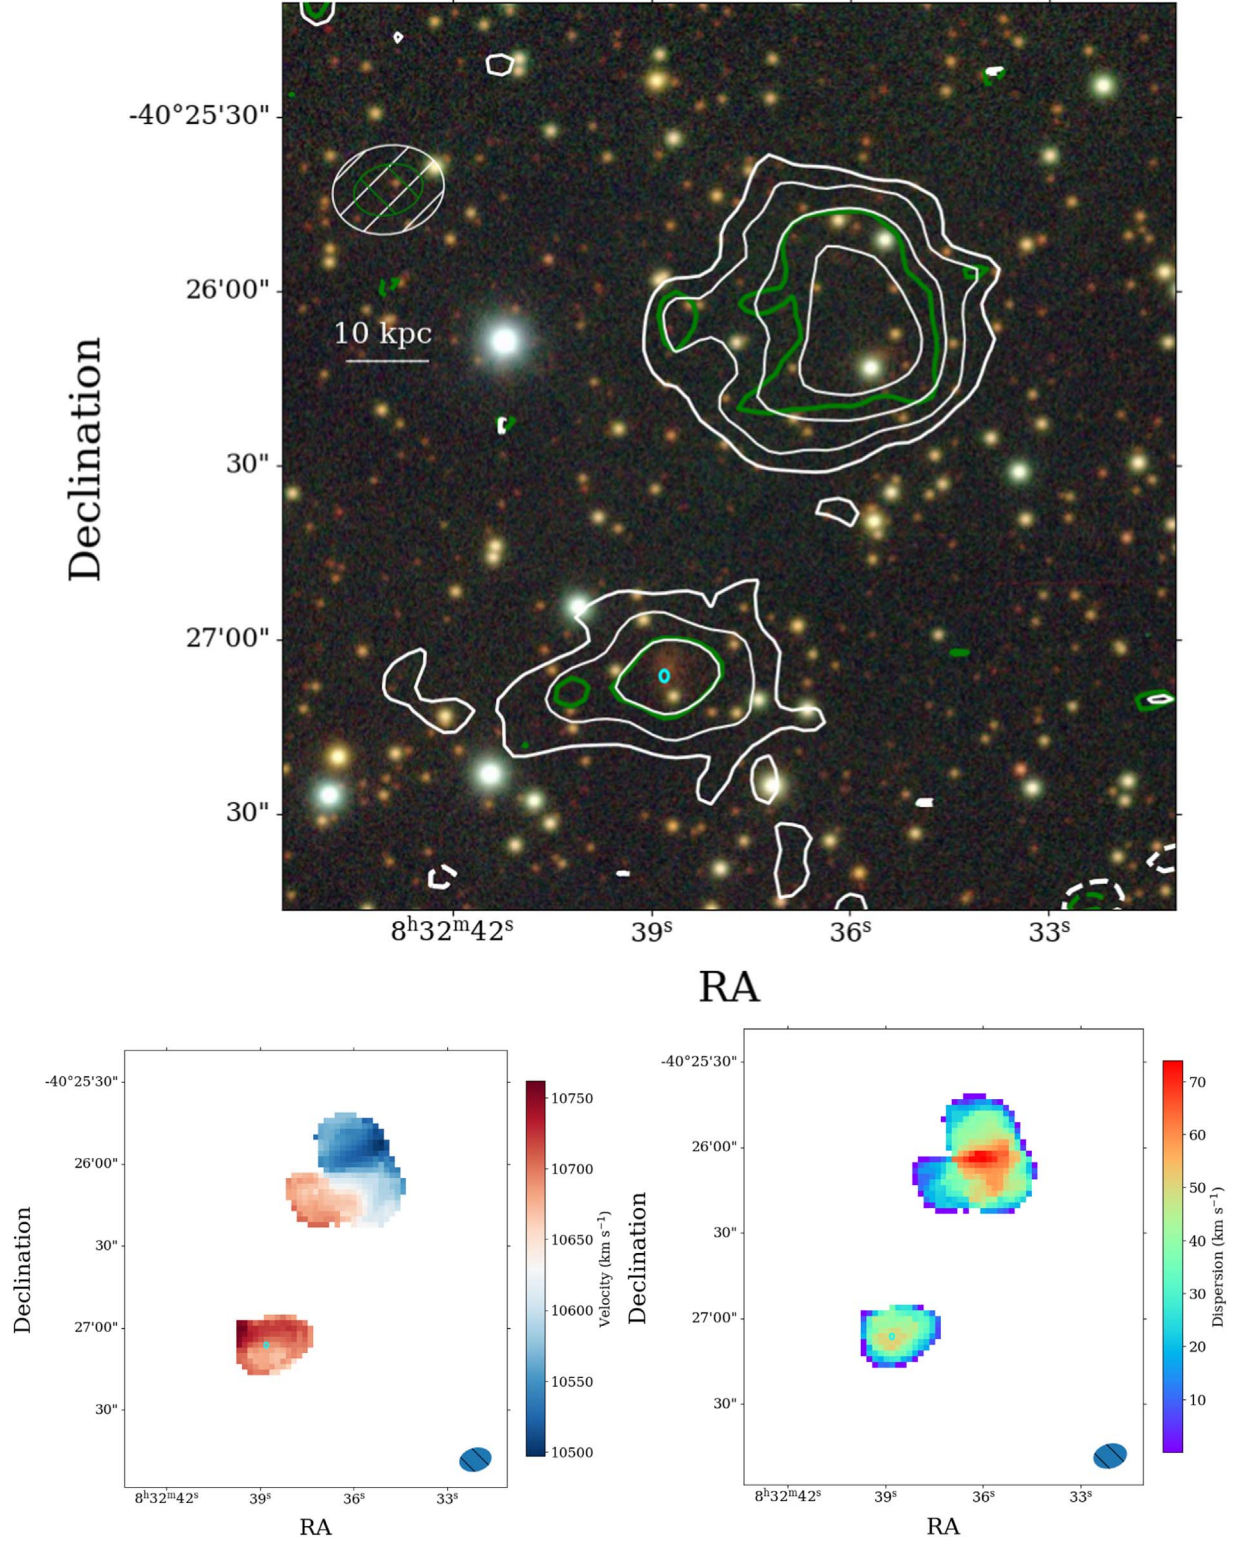 -40°25'30"
26'00"
10 kpc
30"
27'00"
30"
Declination
8ʰ32ᵐ42ˢ 39ˢ 36ˢ 33ˢ
RA
-40°25'30"
26'00"
30"
27'00"
30"
Declination
8ʰ32ᵐ42ˢ 39ˢ 36ˢ 33ˢ
RA
10750
10700
10650
10600
10550
10500
Velocity (km s⁻¹)
-40°25'30"
26'00"
30"
27'00"
30"
Declination
8ʰ32ᵐ42ˢ 39ˢ 36ˢ 33ˢ
RA
70
60
50
40
30
20
10
Dispersion (km s⁻¹)